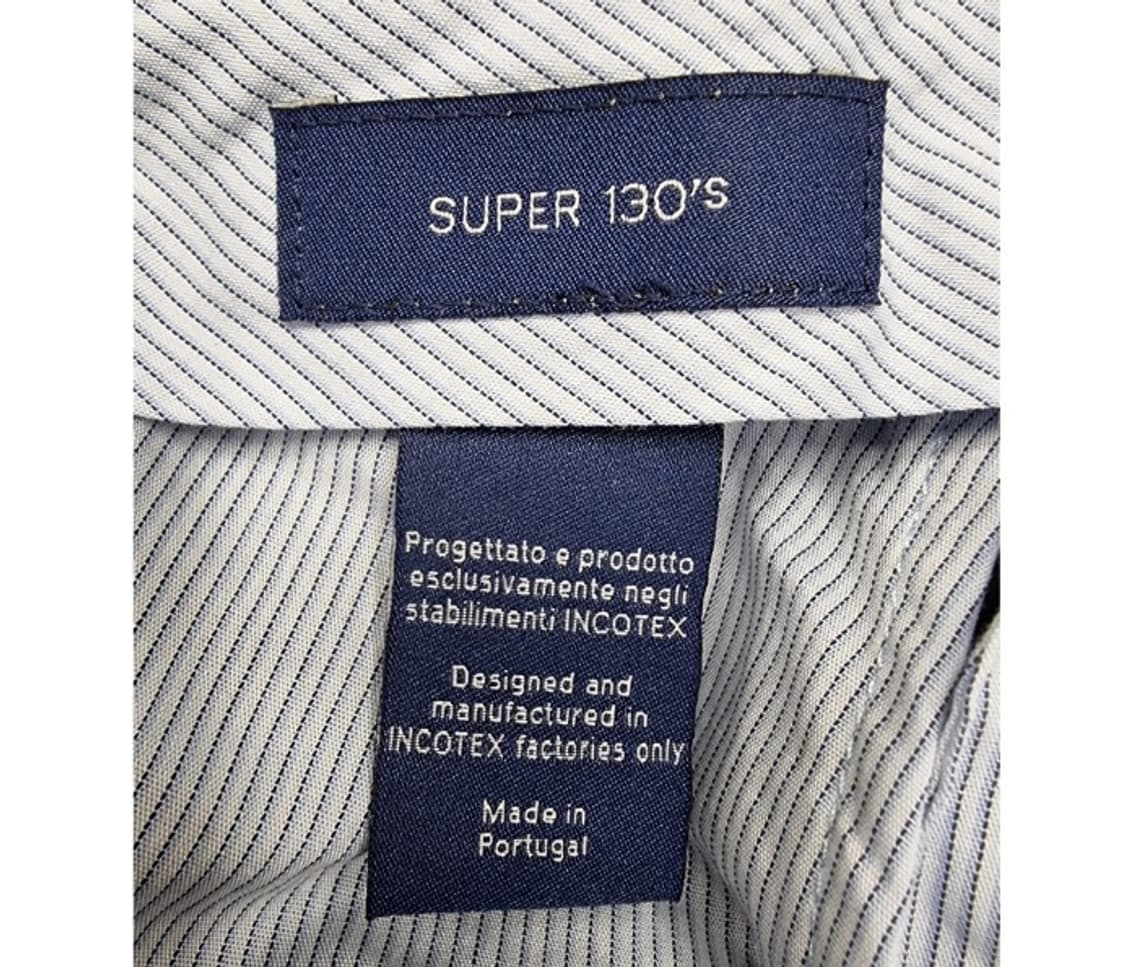 SUPER 130's
Progettato e prodotto
esclusivamente negli
stabilimenti INCOTEX
Designed and
manufactured in
INCOTEX factories only
Made in
Portugal